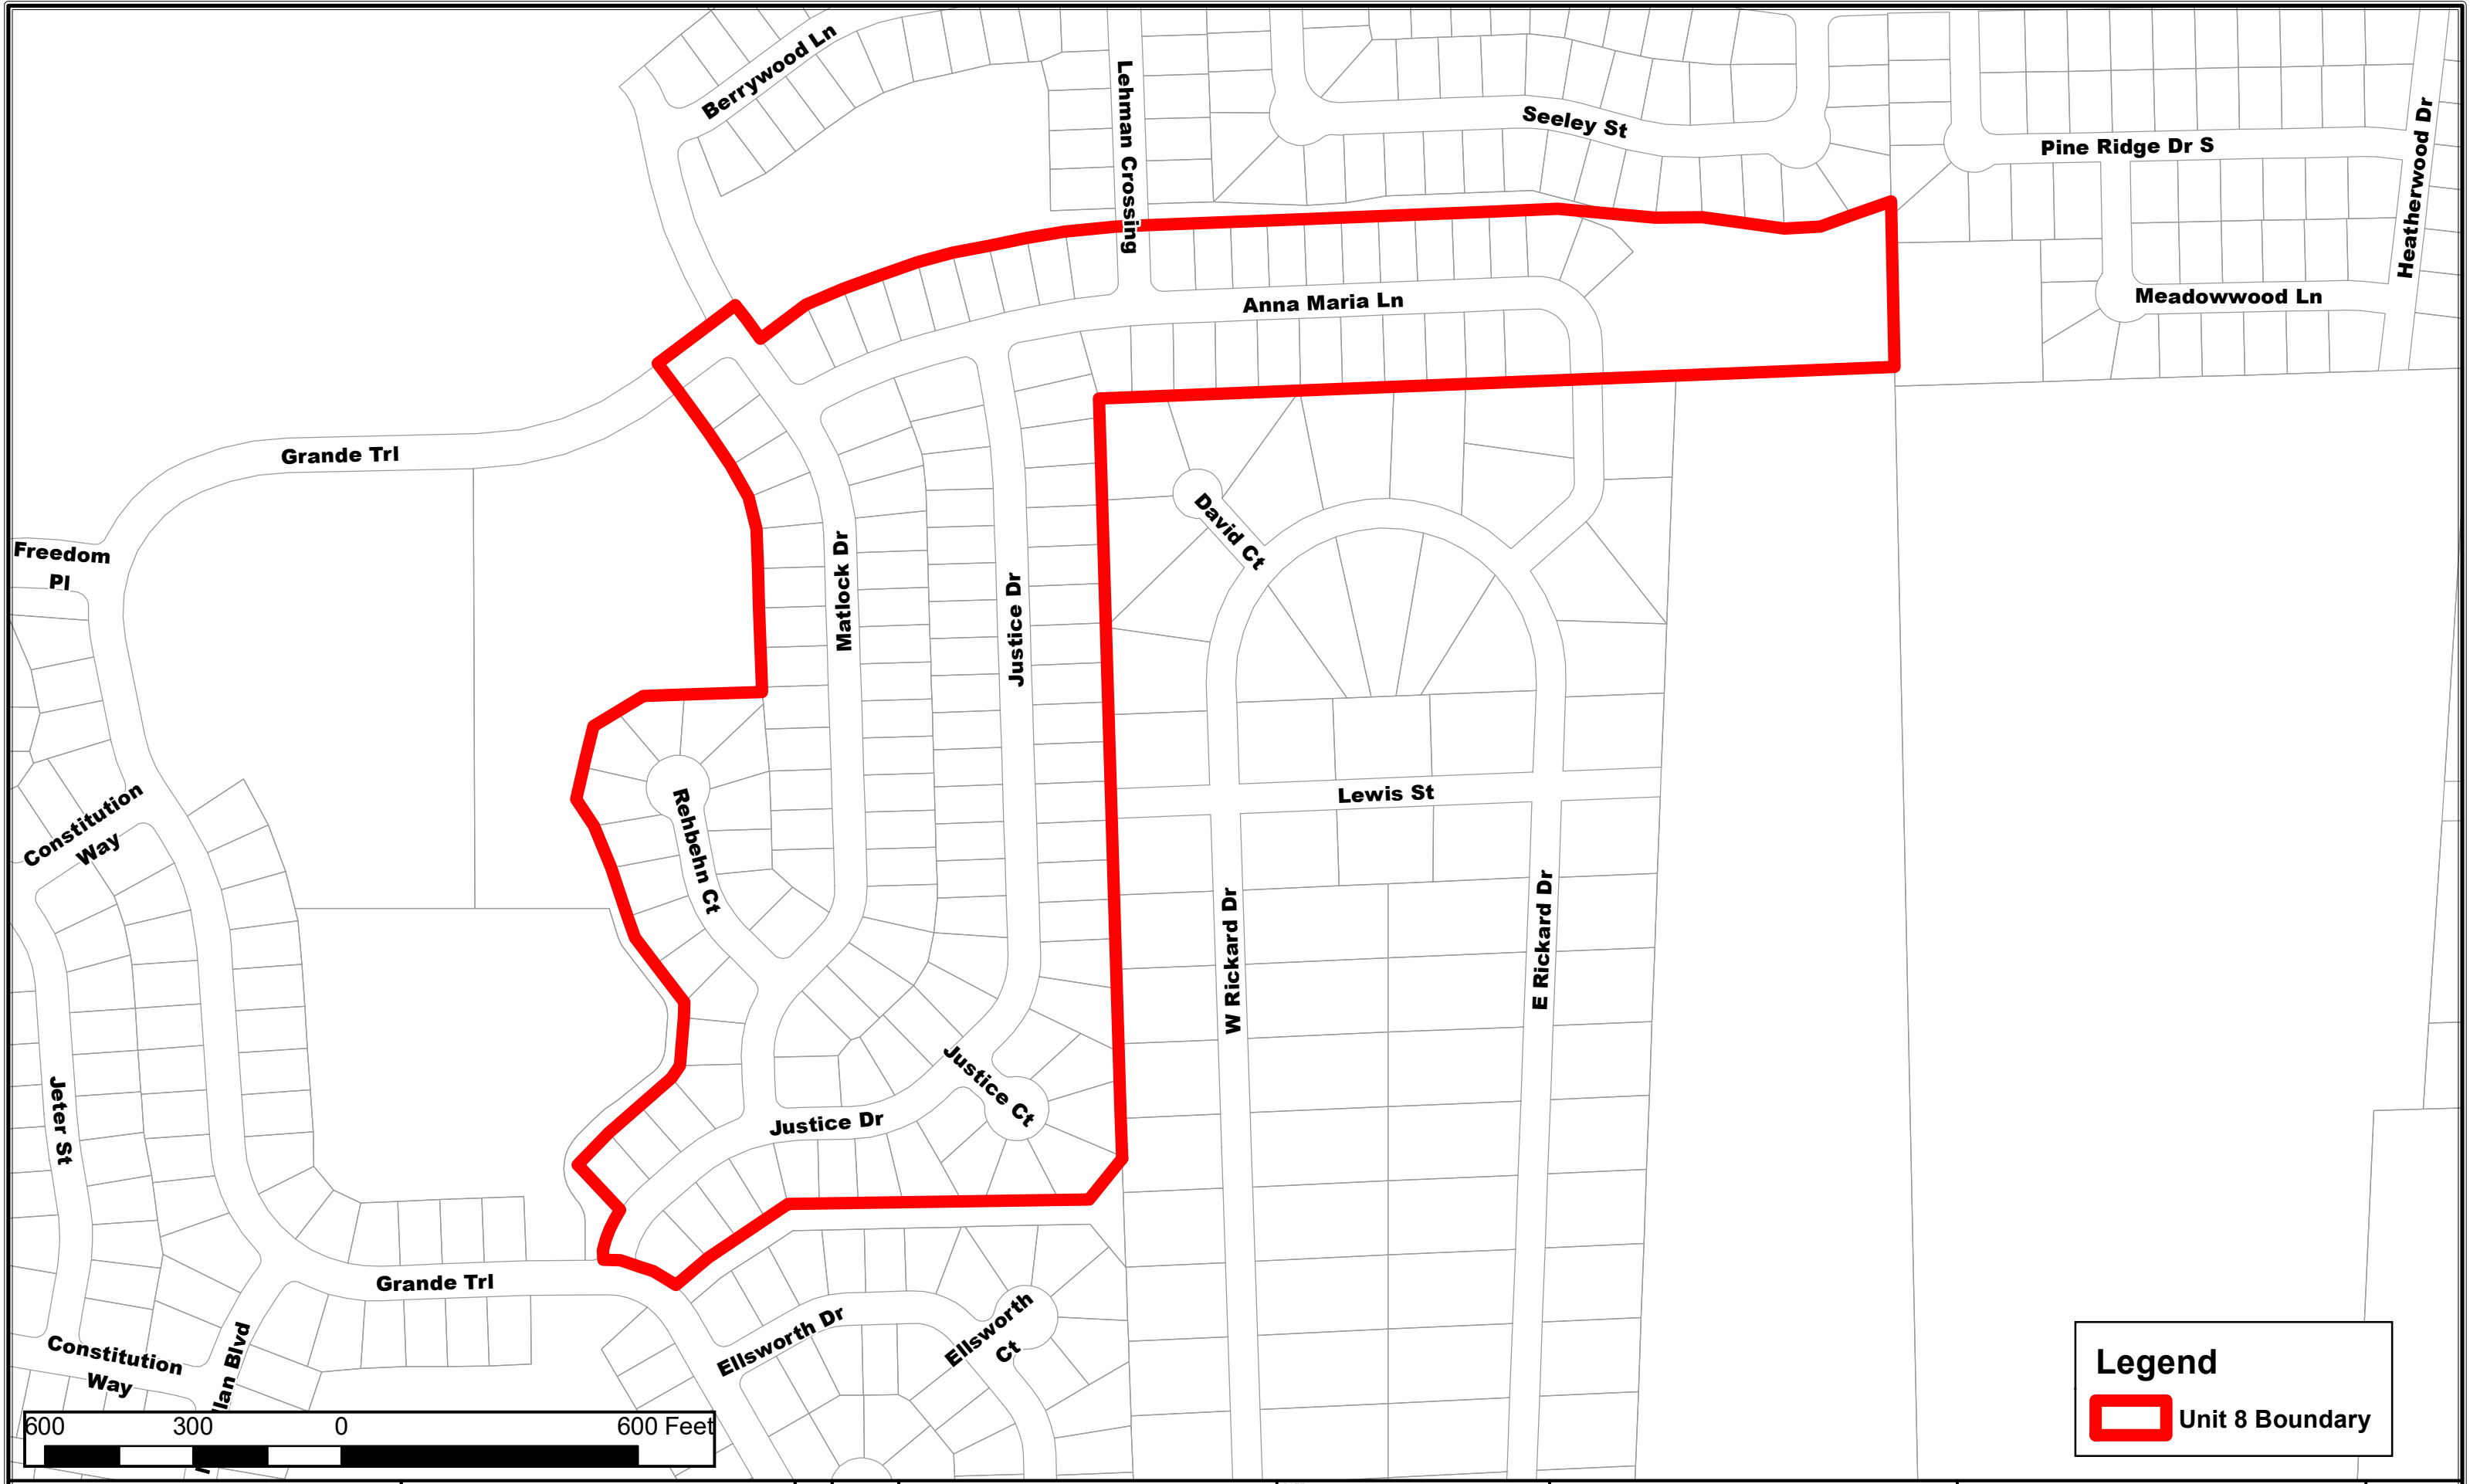 Berrywood Ln
Lehman Crossing
Seeley St
Pine Ridge Dr S
Heatherwood Dr
Meadowwood Ln
Anna Maria Ln
Grande Trl
Freedom
Pl
David Ct
Matlock Dr
Justice Dr
Constitution
Way
Rehbehn Ct
Lewis St
W Rickard Dr
E Rickard Dr
Jeter St
Justice Ct
Justice Dr
Grande Trl
Ellsworth Dr
Ellsworth
Ct
Constitution
Way
lan Blvd
600 300 0 600 Feet
Legend
Unit 8 Boundary